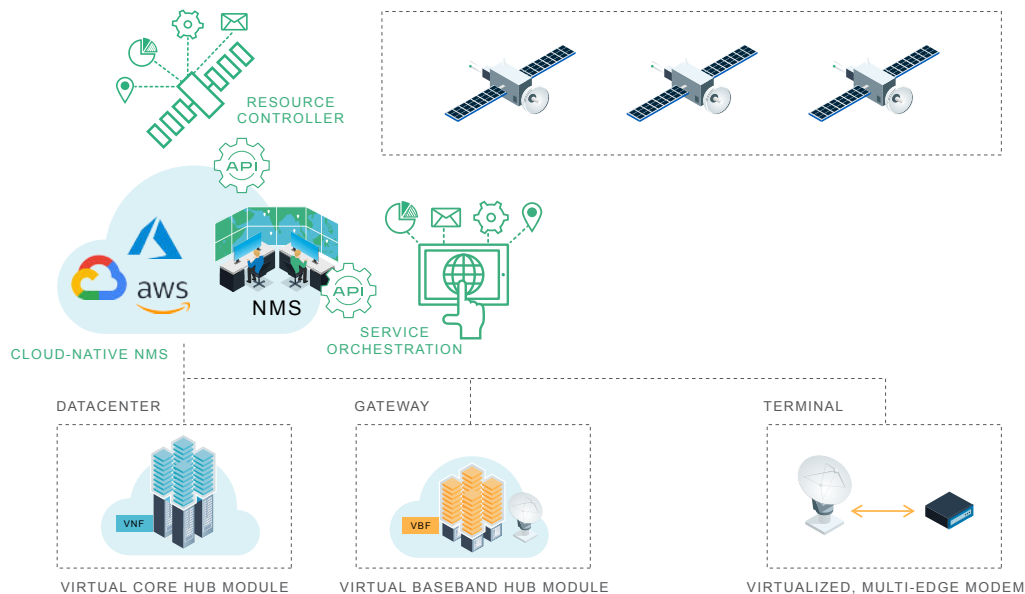 RESOURCE
CONTROLLER
API
aws
NMS
API
SERVICE
ORCHESTRATION
CLOUD-NATIVE NMS
DATACENTER
GATEWAY
TERMINAL
VNF
VBF
VIRTUAL CORE HUB MODULE
VIRTUAL BASEBAND HUB MODULE
VIRTUALIZED, MULTI-EDGE MODEM